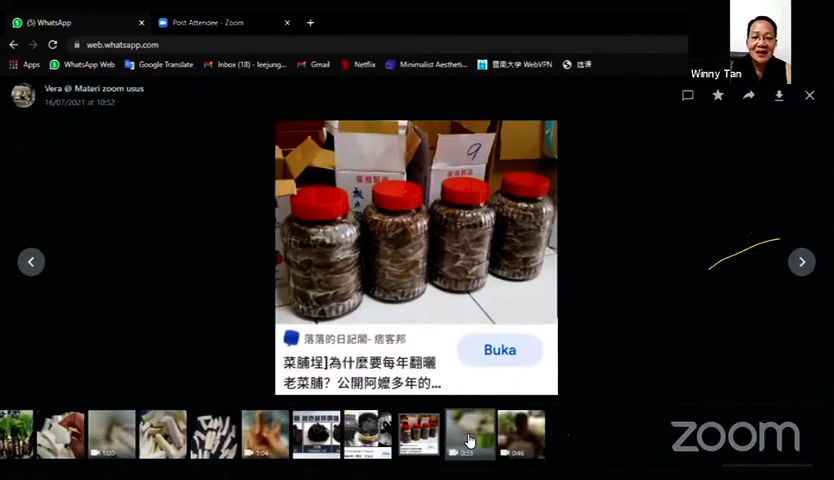 (5) WhatsApp
Post Attendee - Zoom
web.whatsapp.com
Apps
WhatsApp Web
Google Translate
Inbox (18) - leejung...
Gmail
Netflix
Minimalist Aestheti...
暨南大学 WebVPN
选课
Winny Tan
Vera @ Materi zoom usus
16/07/2021 at 10:52
9
落落的日記閣- 痞客邦
菜脯埕]為什麼要每年翻曬
老菜脯? 公開阿嬤多年的...
Buka
1:00
1:04
0:33
0:46
zoom